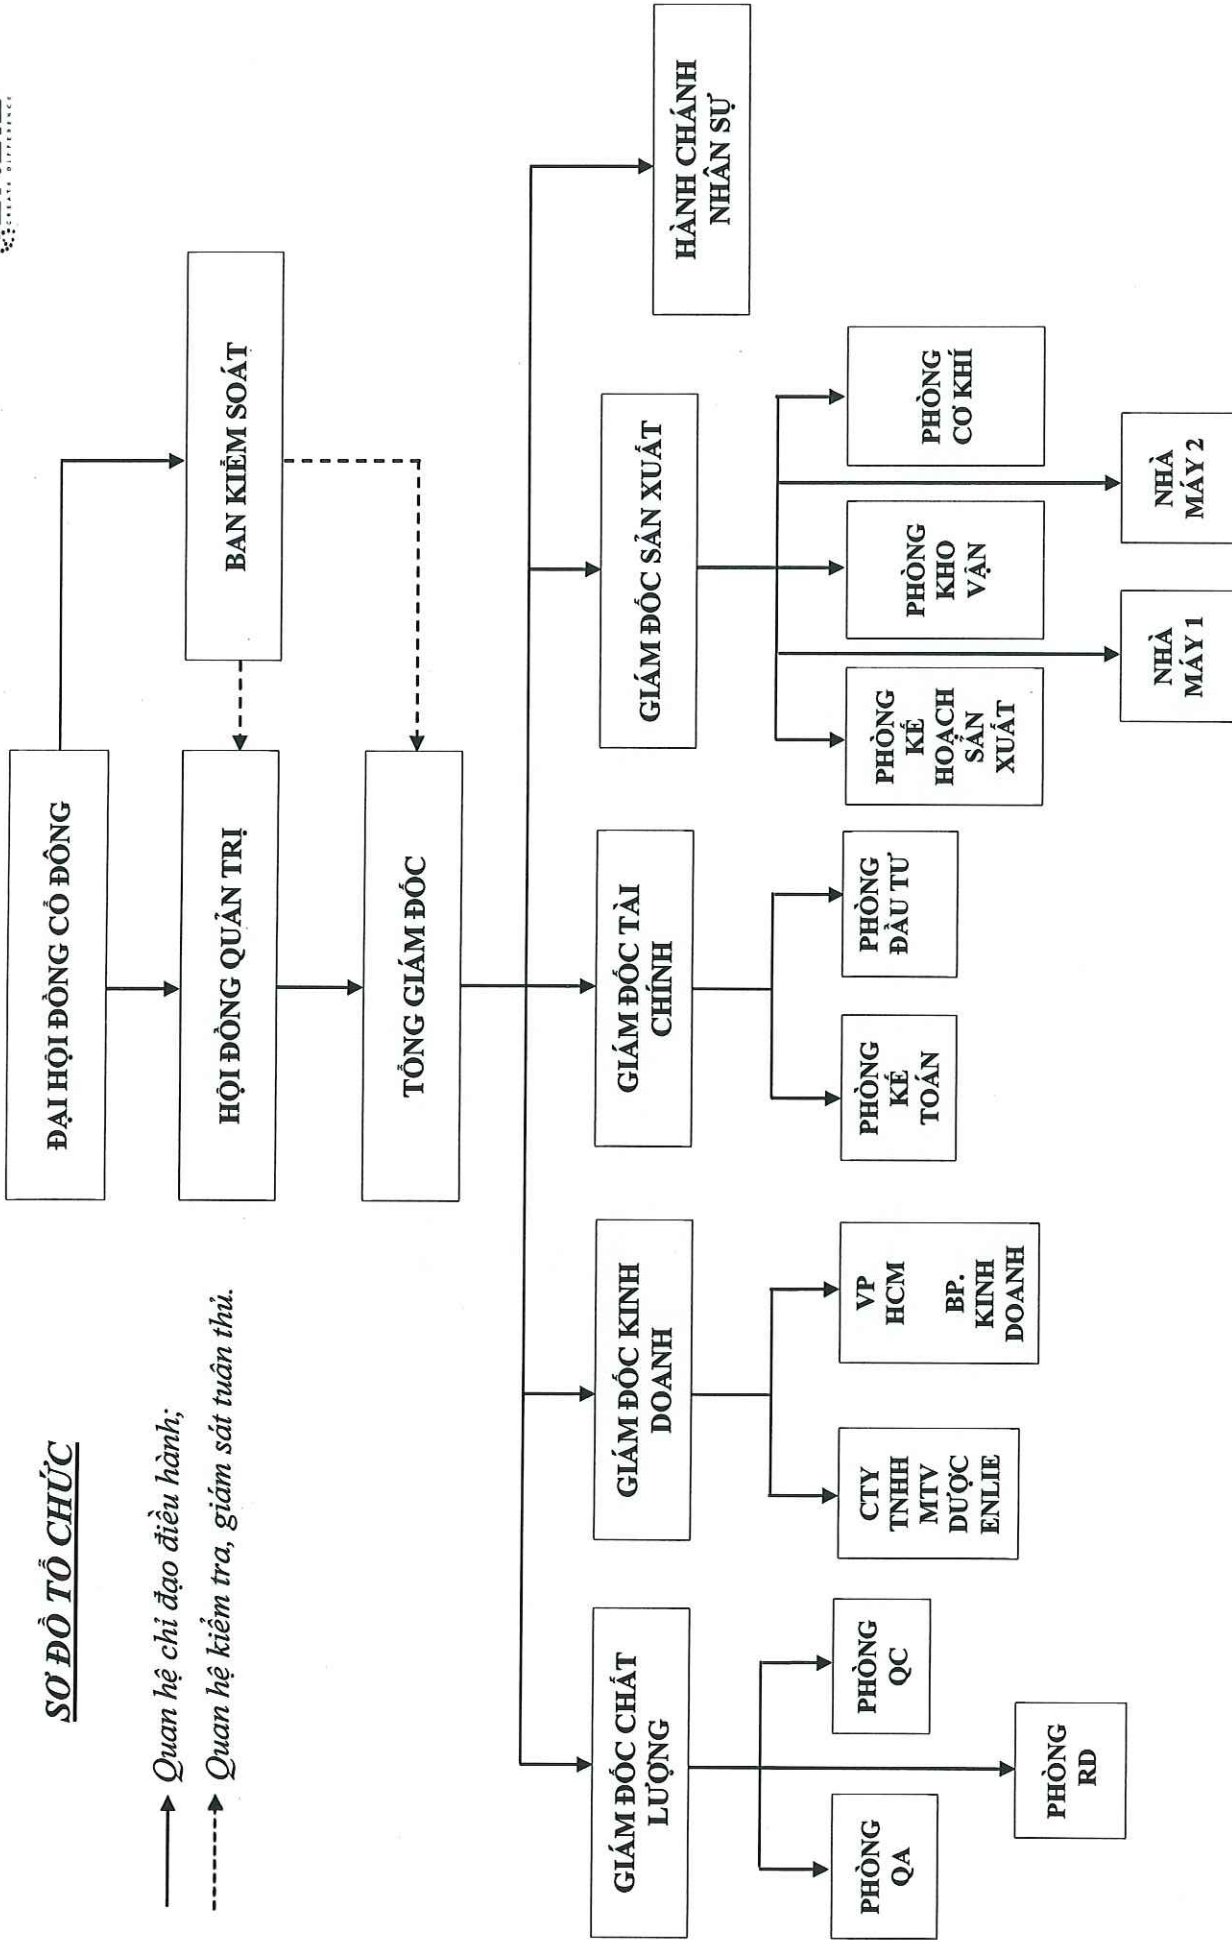 CREATE DIFFERENCE
SƠ ĐỒ TỔ CHỨC
Quan hệ chỉ đạo điều hành;
Quan hệ kiểm tra, giám sát tuân thủ.
ĐẠI HỘI ĐỒNG CỔ ĐÔNG
BAN KIỂM SOÁT
HỘI ĐỒNG QUẢN TRỊ
TỔNG GIÁM ĐỐC
GIÁM ĐỐC CHẤT
LƯỢNG
GIÁM ĐỐC KINH
DOANH
GIÁM ĐỐC TÀI
CHÍNH
GIÁM ĐỐC SẢN XUẤT
HÀNH CHÁNH
NHÂN SỰ
PHÒNG
QA
PHÒNG
QC
PHÒNG
RD
CTY
TNHH
MTV
DƯỢC
ENLIE
VP
HCM
BP.
KINH
DOANH
PHÒNG
KẾ
TOÁN
PHÒNG
ĐẦU TƯ
PHÒNG
KẾ
HOẠCH
SẢN
XUẤT
PHÒNG
KHO
VẬN
PHÒNG
CƠ KHÍ
NHÀ
MÁY 1
NHÀ
MÁY 2